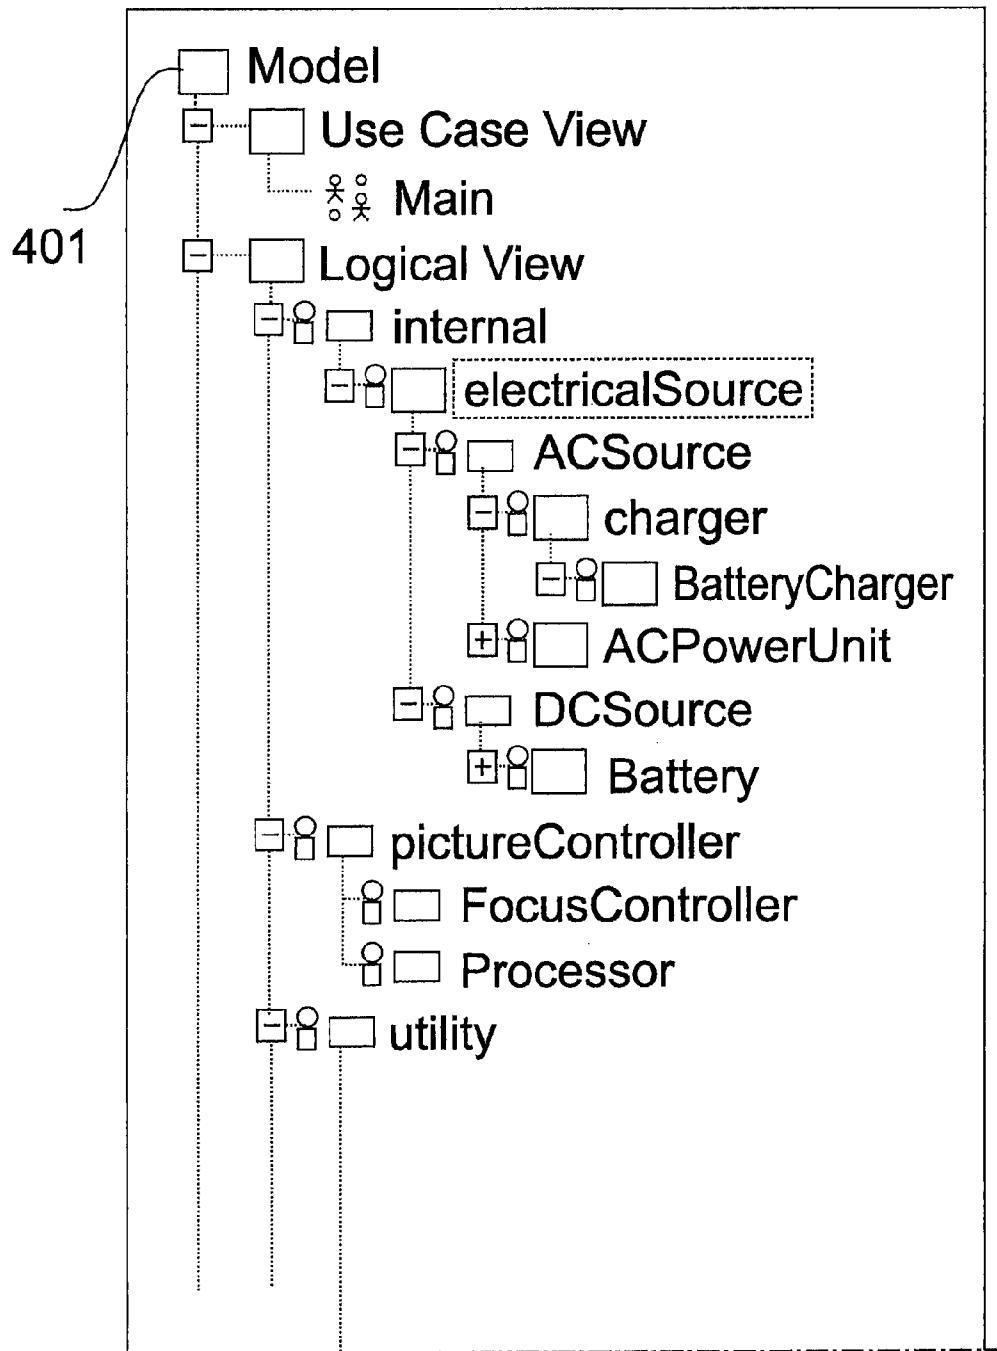 Model
Use Case View
Main
401
Logical View
internal
electricalSource
ACSource
charger
BatteryCharger
ACPowerUnit
DCSource
Battery
pictureController
FocusController
Processor
utility